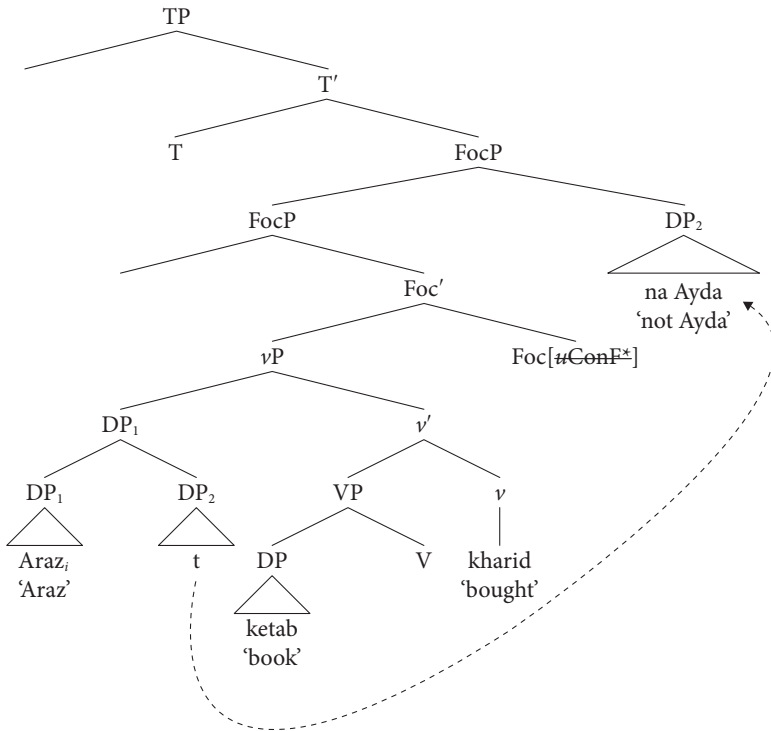 TP
T′
T FocP
FocP DP₂
na Ayda
‘not Ayda’
Foc′
vP Foc[uConF*]
DP₁ v′
DP₁ DP₂ VP v
Arazᵢ t DP V kharid
‘Araz’ ‘bought’
ketab
‘book’